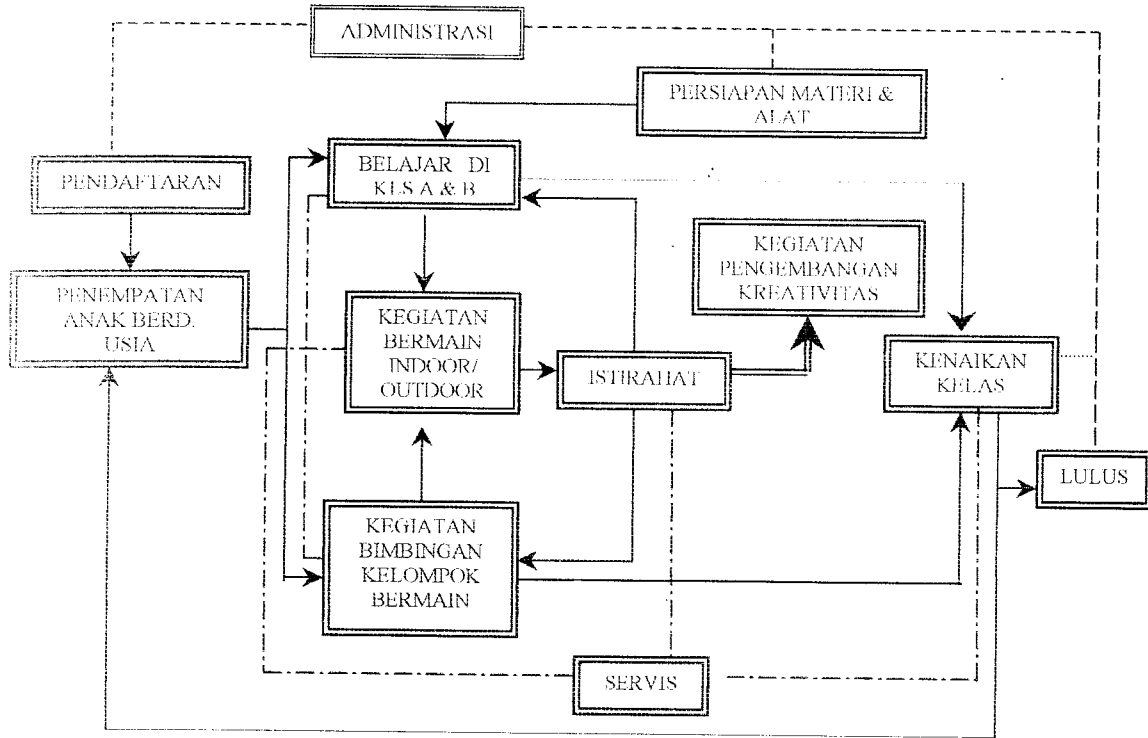 ADMINISTRASI
PERSIAPAN MATERI &
ALAT
PENDAFTARAN
BELAJAR DI
KLS A & B
KEGIATAN
PENGEMBANGAN
KREATIVITAS
PENEMPATAN
ANAK BERD.
USIA
KEGIATAN
BERMAIN
INDOOR/
OUTDOOR
ISTIRAHAT
KENAIKAN
KELAS
LULUS
KEGIATAN
BIMBINGAN
KELOMPOK
BERMAIN
SERVIS